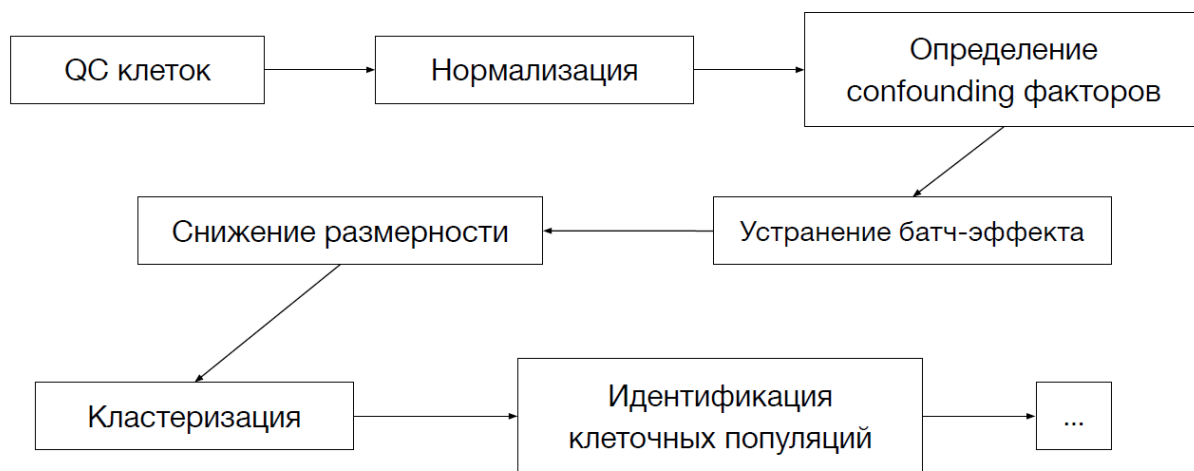 QC клеток
Нормализация
Определение
confounding факторов
Устранение батч-эффекта
Снижение размерности
Кластеризация
Идентификация
клеточных популяций
...